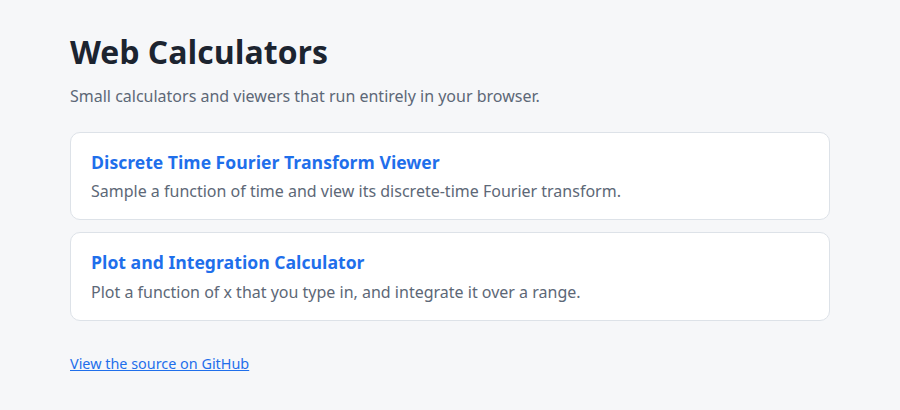 Web Calculators
Small calculators and viewers that run entirely in your browser.
Discrete Time Fourier Transform Viewer
Sample a function of time and view its discrete-time Fourier transform.
Plot and Integration Calculator
Plot a function of x that you type in, and integrate it over a range.
View the source on GitHub